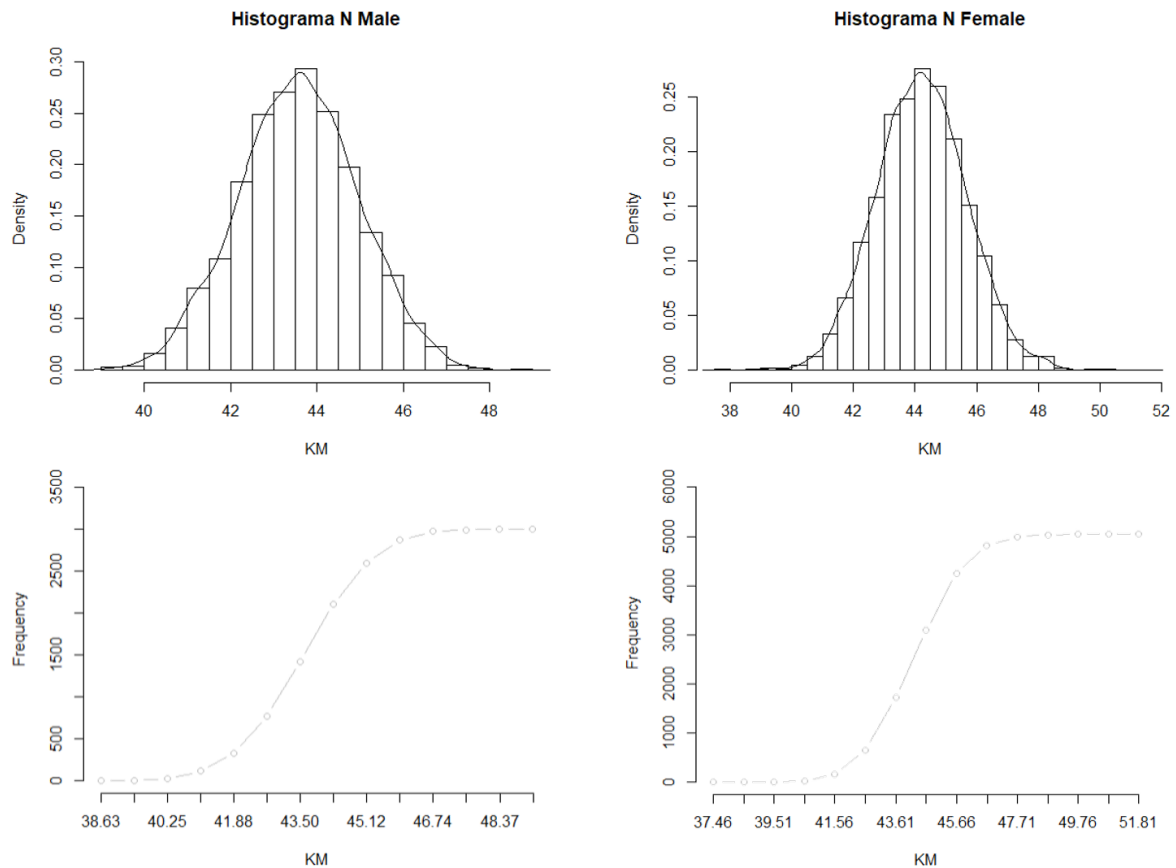 Histograma N Male
Density
0.00 0.05 0.10 0.15 0.20 0.25 0.30
40 42 44 46 48
KM
Histograma N Female
Density
0.00 0.05 0.10 0.15 0.20 0.25
38 40 42 44 46 48 50 52
KM
Frequency
0 500 1500 2500 3500
38.63 40.25 41.88 43.50 45.12 46.74 48.37
KM
Frequency
0 1000 2000 3000 4000 5000 6000
37.46 39.51 41.56 43.61 45.66 47.71 49.76 51.81
KM